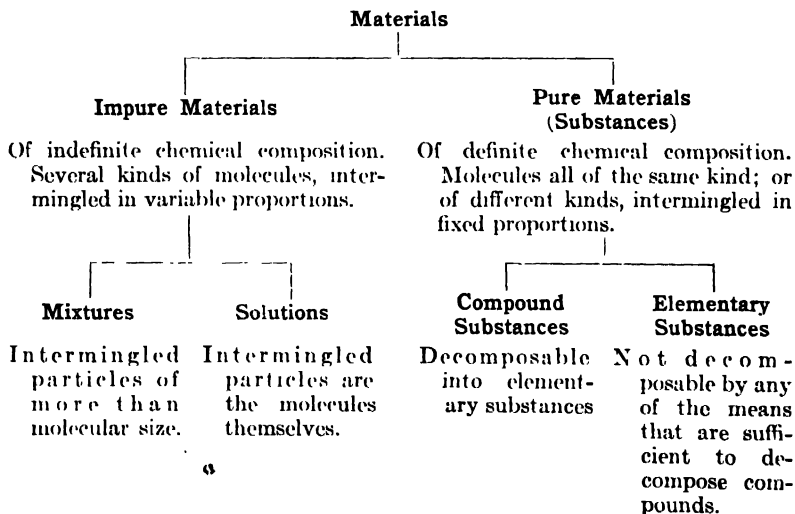 Materials
Impure Materials
Of indefinite chemical composition.
Several kinds of molecules, inter-
mingled in variable proportions.
Pure Materials
(Substances)
Of definite chemical composition.
Molecules all of the same kind; or
of different kinds, intermingled in
fixed proportions.
Mixtures
Intermingled
particles of
more than
molecular size.
Solutions
Intermingled
particles are
the molecules
themselves.
Compound
Substances
Decomposable
into element-
ary substances
Elementary
Substances
Not decom-
posable by any
of the means
that are suffi-
cient to de-
compose com-
pounds.